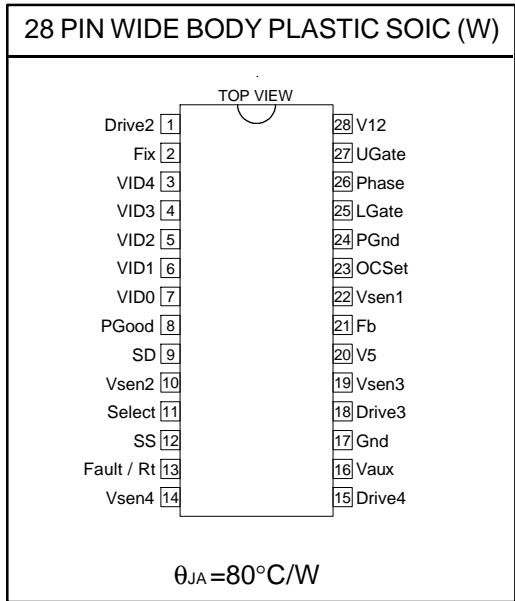 28 PIN WIDE BODY PLASTIC SOIC (W)
TOP VIEW
Drive2 1 28 V12
Fix 2 27 UGate
VID4 3 26 Phase
VID3 4 25 LGate
VID2 5 24 PGnd
VID1 6 23 OCSet
VID0 7 22 Vsen1
PGood 8 21 Fb
SD 9 20 V5
Vsen2 10 19 Vsen3
Select 11 18 Drive3
SS 12 17 Gnd
Fault / Rt 13 16 Vaux
Vsen4 14 15 Drive4
θJA =80°C/W